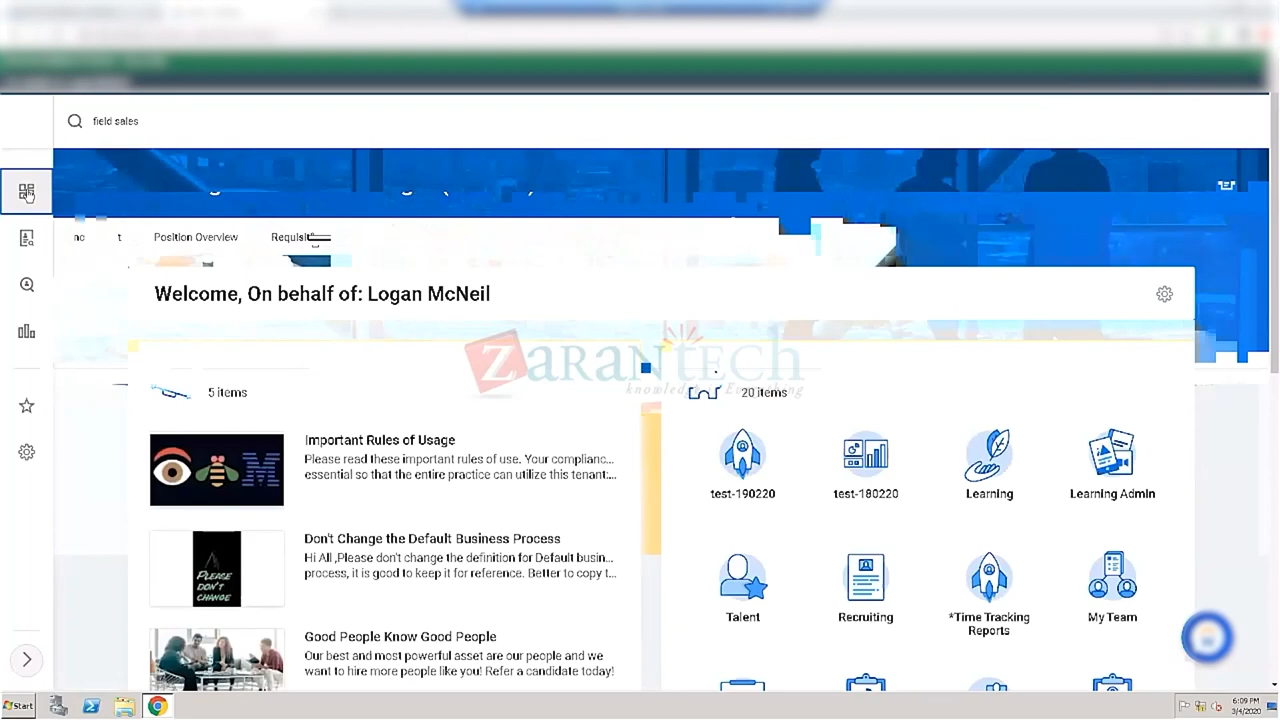 field sales
Position Overview
Welcome, On behalf of: Logan McNeil
ZaranTech
5 items
20 items
Important Rules of Usage
Please read these important rules of use. Your complianc...
essential so that the entire practice can utilize this tenant:...
test-190220
test-180220
Learning
Learning Admin
Don't Change the Default Business Process
Hi All ,Please don't change the definition for Default busin...
process, it is good to keep it for reference. Better to copy t...
PLEASE
DON'T
CHANGE
Talent
Recruiting
*Time Tracking
Reports
My Team
Good People Know Good People
Our best and most powerful asset are our people and we
want to hire more people like you! Refer a candidate today!
Start
6:09 PM
3/4/2020